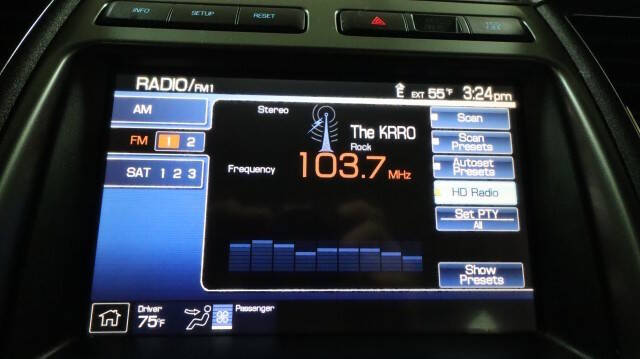 INFO SETUP RESET
RADIO/FM1 E EXT 55°F 3:24pm
AM
FM 1 2
SAT 1 2 3
Stereo
The KRRO
Rock
Frequency 103.7 MHz
Scan
Scan
Presets
Autoset
Presets
HD Radio
Set PTY
All
Show
Presets
Driver
75°F
Passenger